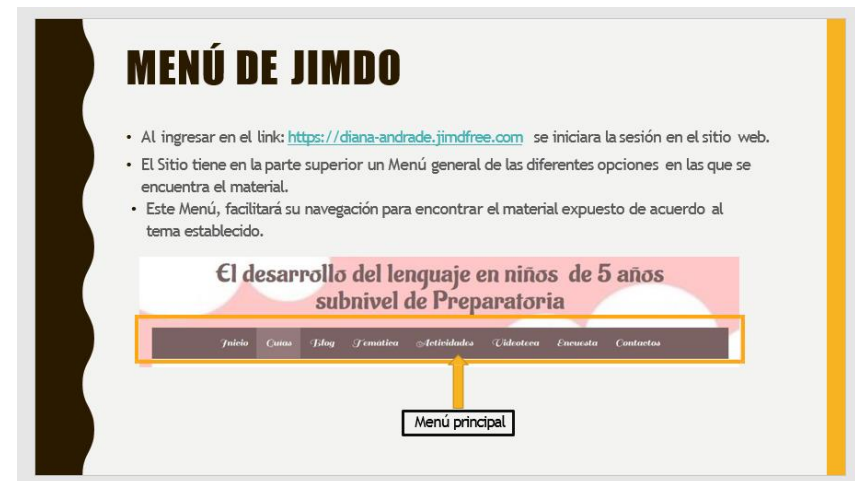 MENÚ DE JIMDO
• Al ingresar en el link: https://diana-andrade.jimdfree.com se iniciara la sesión en el sitio web.
• El Sitio tiene en la parte superior un Menú general de las diferentes opciones en las que se
encuentra el material.
• Este Menú, facilitará su navegación para encontrar el material expuesto de acuerdo al
tema establecido.
El desarrollo del lenguaje en niños de 5 años
subnivel de Preparatoria
Inicio Guias Blog Tematica Actividades Videoteca Encuesta Contactos
Menú principal